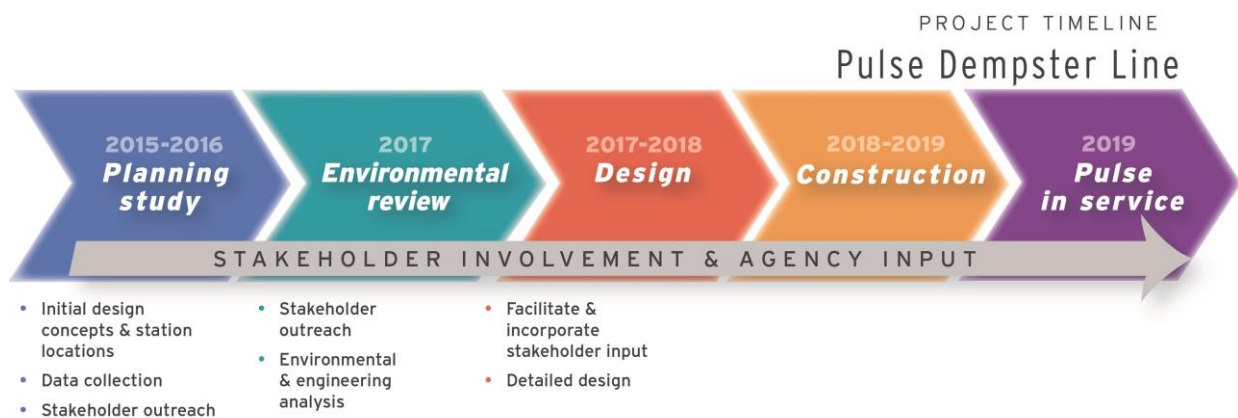 PROJECT TIMELINE
Pulse Dempster Line
2015-2016
Planning
study
2017
Environmental
review
2017-2018
Design
2018-2019
Construction
2019
Pulse
in service
STAKEHOLDER INVOLVEMENT & AGENCY INPUT
• Initial design
concepts & station
locations
• Data collection
• Stakeholder outreach
• Stakeholder
outreach
• Environmental
& engineering
analysis
• Facilitate &
incorporate
stakeholder input
• Detailed design